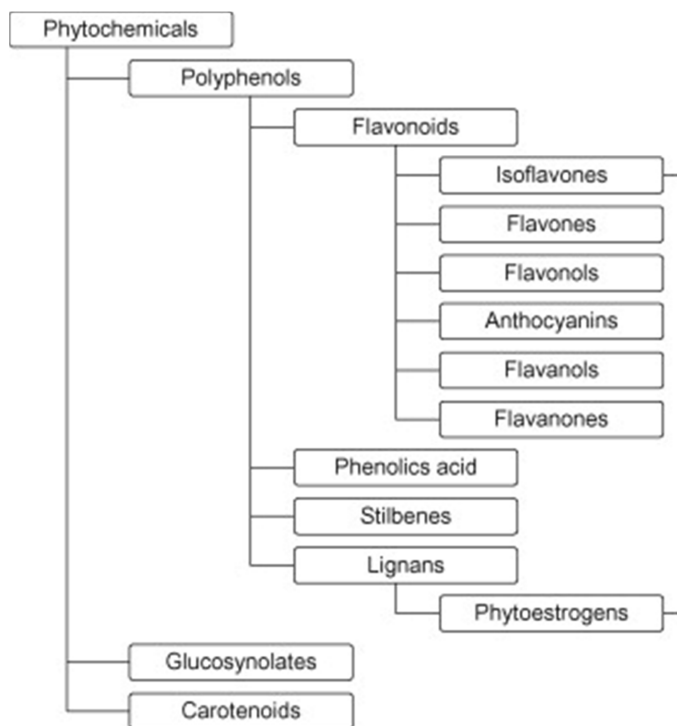 Phytochemicals
Polyphenols
Flavonoids
Isoflavones
Flavones
Flavonols
Anthocyanins
Flavanols
Flavanones
Phenolics acid
Stilbenes
Lignans
Phytoestrogens
Glucosynolates
Carotenoids